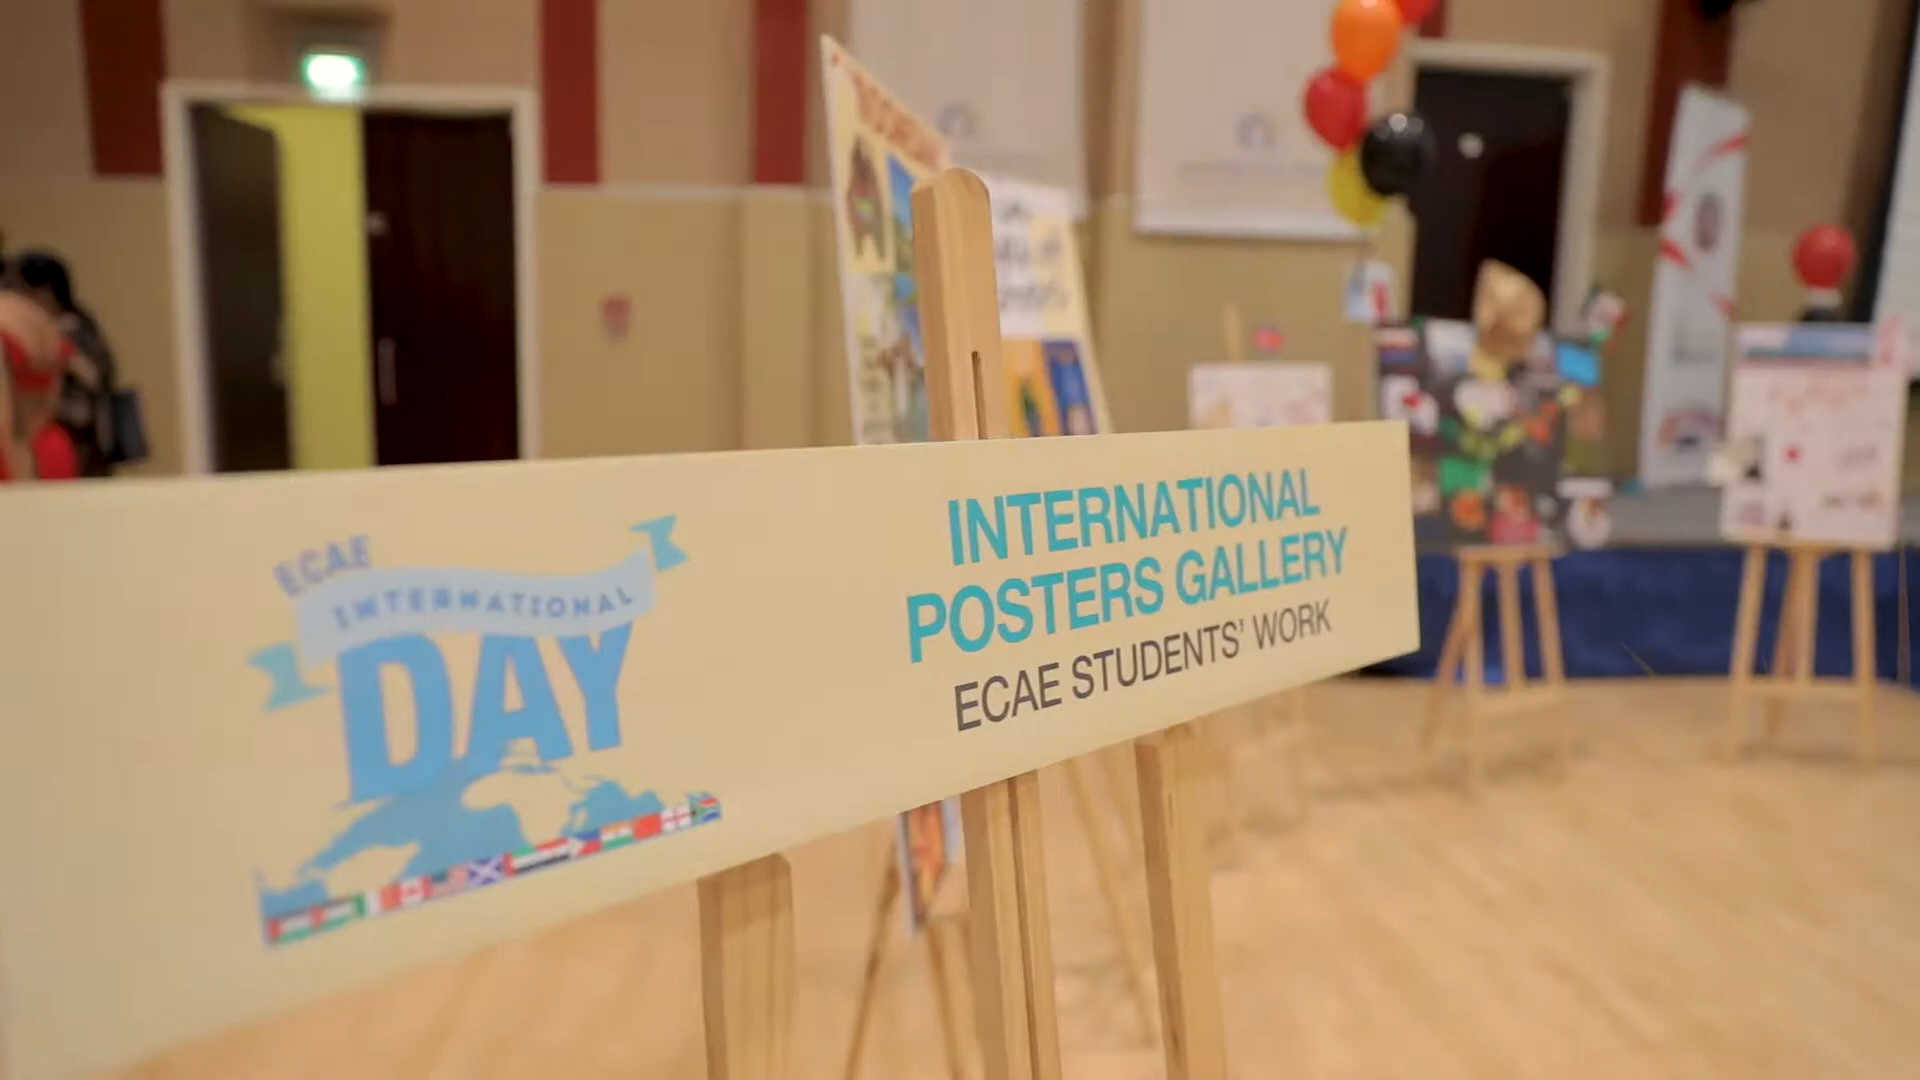 ECAE
INTERNATIONAL
DAY
INTERNATIONAL
POSTERS GALLERY
ECAE STUDENTS' WORK